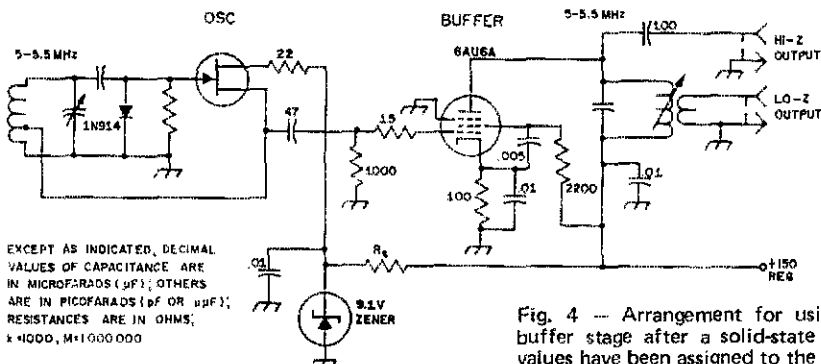 OSC
BUFFER
5-5.5 MHz
5-5.5 MHz
6AU6A
100
HI-Z
OUTPUT
LO-Z
OUTPUT
22
1N914
47
15
1000
.005
100
.01
2200
.01
EXCEPT AS INDICATED, DECIMAL
VALUES OF CAPACITANCE ARE
IN MICROFARADS (µF); OTHERS
ARE IN PICOFARADS (pF OR µµF);
RESISTANCES ARE IN OHMS;
k=1000, M=1000000
.01
Rs
9.1V
ZENER
+150
REG
Fig. 4 — Arrangement for usi
buffer stage after a solid-state
values have been assigned to the